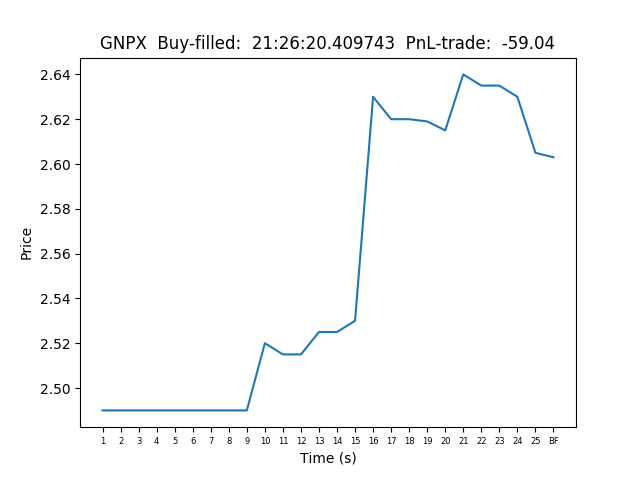 GNPX  Buy-filled:  21:26:20.409743  PnL-trade:  -59.04
2.64
2.62
2.60
2.58
2.56
2.54
2.52
2.50
Price
1 2 3 4 5 6 7 8 9 10 11 12 13 14 15 16 17 18 19 20 21 22 23 24 25 BF
Time (s)